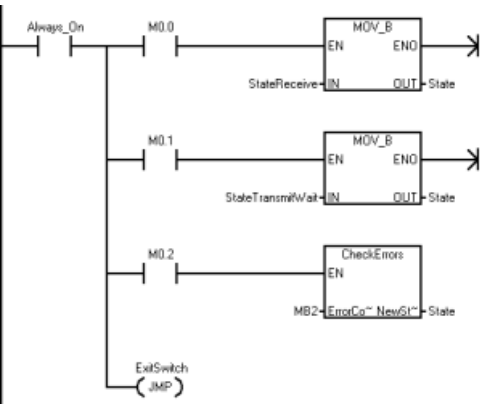 Always_On M0.0 MOV_B
EN ENO
StateReceive IN OUT State
M0.1 MOV_B
EN ENO
StateTransmitWait IN OUT State
M0.2 CheckErrors
EN
MB2 ErrorCo~ NewSt~ State
ExitSwitch
JMP